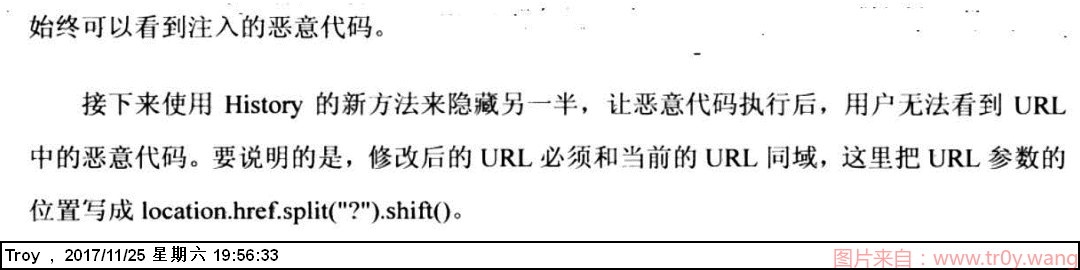 始终可以看到注入的恶意代码。
接下来使用 History 的新方法来隐藏另一半，让恶意代码执行后，用户无法看到 URL
中的恶意代码。要说明的是，修改后的 URL 必须和当前的 URL 同域，这里把 URL 参数的
位置写成 location.href.split("?").shift()。
Troy , 2017/11/25 星期六 19:56:33
图片来自：www.tr0y.wang